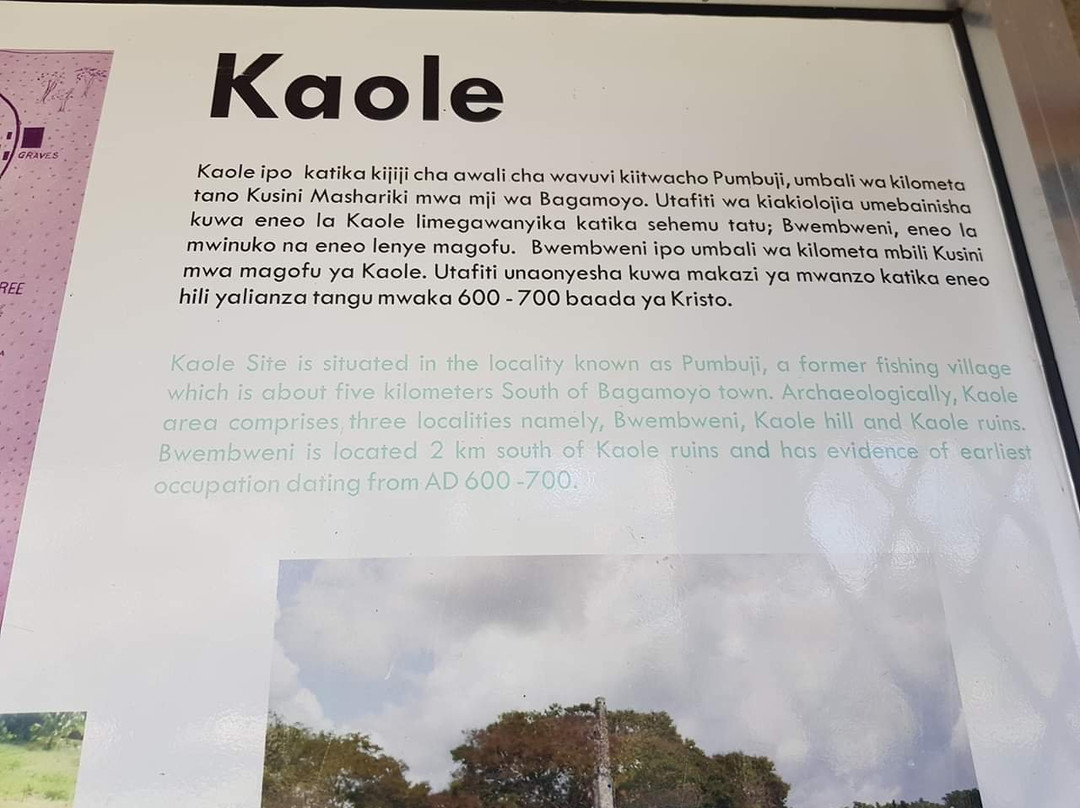 Kaole
Kaole ipo katika kijiji cha awali cha wavuvi kiitwacho Pumbuji, umbali wa kilometa
tano Kusini Mashariki mwa mji wa Bagamoyo. Utafiti wa kiakiolojia umebainisha
kuwa eneo la Kaole limegawanyika katika sehemu tatu; Bwembweni, eneo la
mwinuko na eneo lenye magofu. Bwembweni ipo umbali wa kilometa mbili Kusini
mwa magofu ya Kaole. Utafiti unaonyesha kuwa makazi ya mwanzo katika eneo
hili yalianza tangu mwaka 600 - 700 baada ya Kristo.
Kaole Site is situated in the locality known as Pumbuji, a former fishing village
which is about five kilometers South of Bagamoyo town. Archaeologically, Kaole
area comprises three localities namely, Bwembweni, Kaole hill and Kaole ruins.
Bwembweni is located 2 km south of Kaole ruins and has evidence of earliest
occupation dating from AD 600 -700.
GRAVES
REE